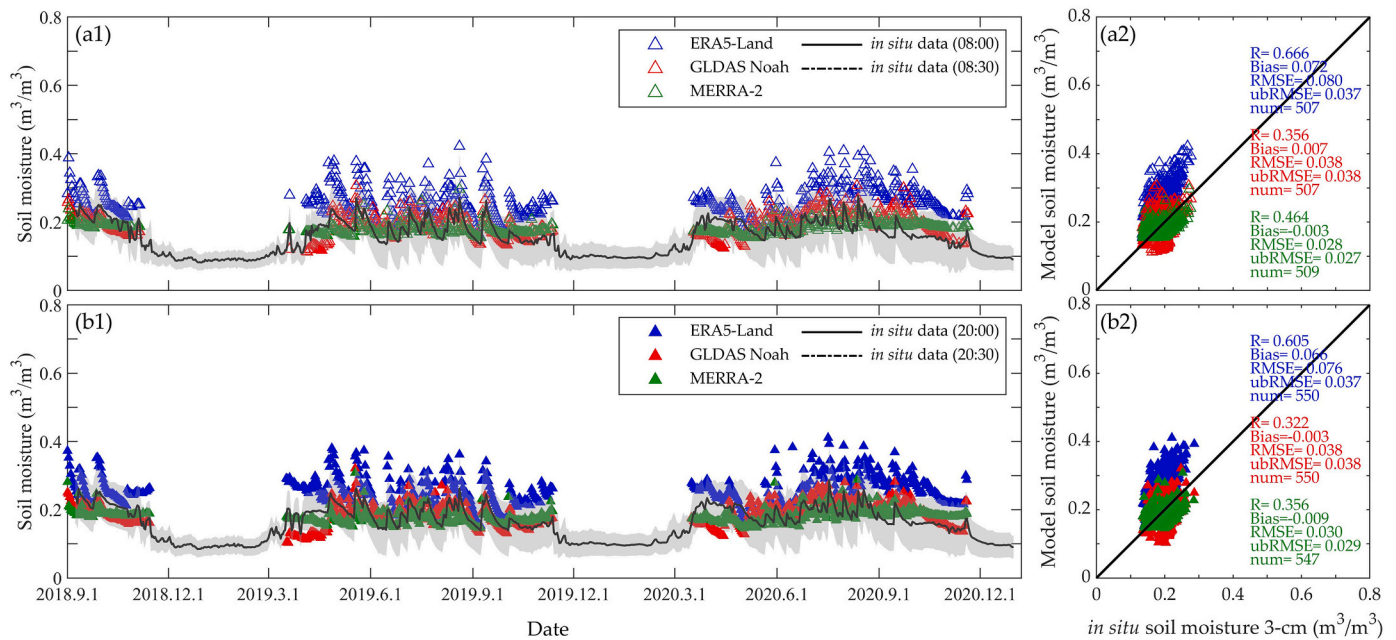 (a1)
ERA5-Land
in situ data (08:00)
GLDAS Noah
in situ data (08:30)
MERRA-2
Soil moisture (m³/m³)
0.8
0.6
0.4
0.2
0
(a2)
R= 0.666
Bias= 0.072
RMSE= 0.080
ubRMSE= 0.037
num= 507
R= 0.356
Bias= 0.007
RMSE= 0.038
ubRMSE= 0.038
num= 507
R= 0.464
Bias=-0.003
RMSE= 0.028
ubRMSE= 0.027
num= 509
Model soil moisture (m³/m³)
0.8
0.6
0.4
0.2
0
(b1)
ERA5-Land
in situ data (20:00)
GLDAS Noah
in situ data (20:30)
MERRA-2
Soil moisture (m³/m³)
0.8
0.6
0.4
0.2
0
2018.9.1 2018.12.1 2019.3.1 2019.6.1 2019.9.1 2019.12.1 2020.3.1 2020.6.1 2020.9.1 2020.12.1
Date
(b2)
R= 0.605
Bias= 0.066
RMSE= 0.076
ubRMSE= 0.037
num= 550
R= 0.322
Bias=-0.003
RMSE= 0.038
ubRMSE= 0.038
num= 550
R= 0.356
Bias=-0.009
RMSE= 0.030
ubRMSE= 0.029
num= 547
Model soil moisture (m³/m³)
0.8
0.6
0.4
0.2
0
0 0.2 0.4 0.6 0.8
in situ soil moisture 3-cm (m³/m³)